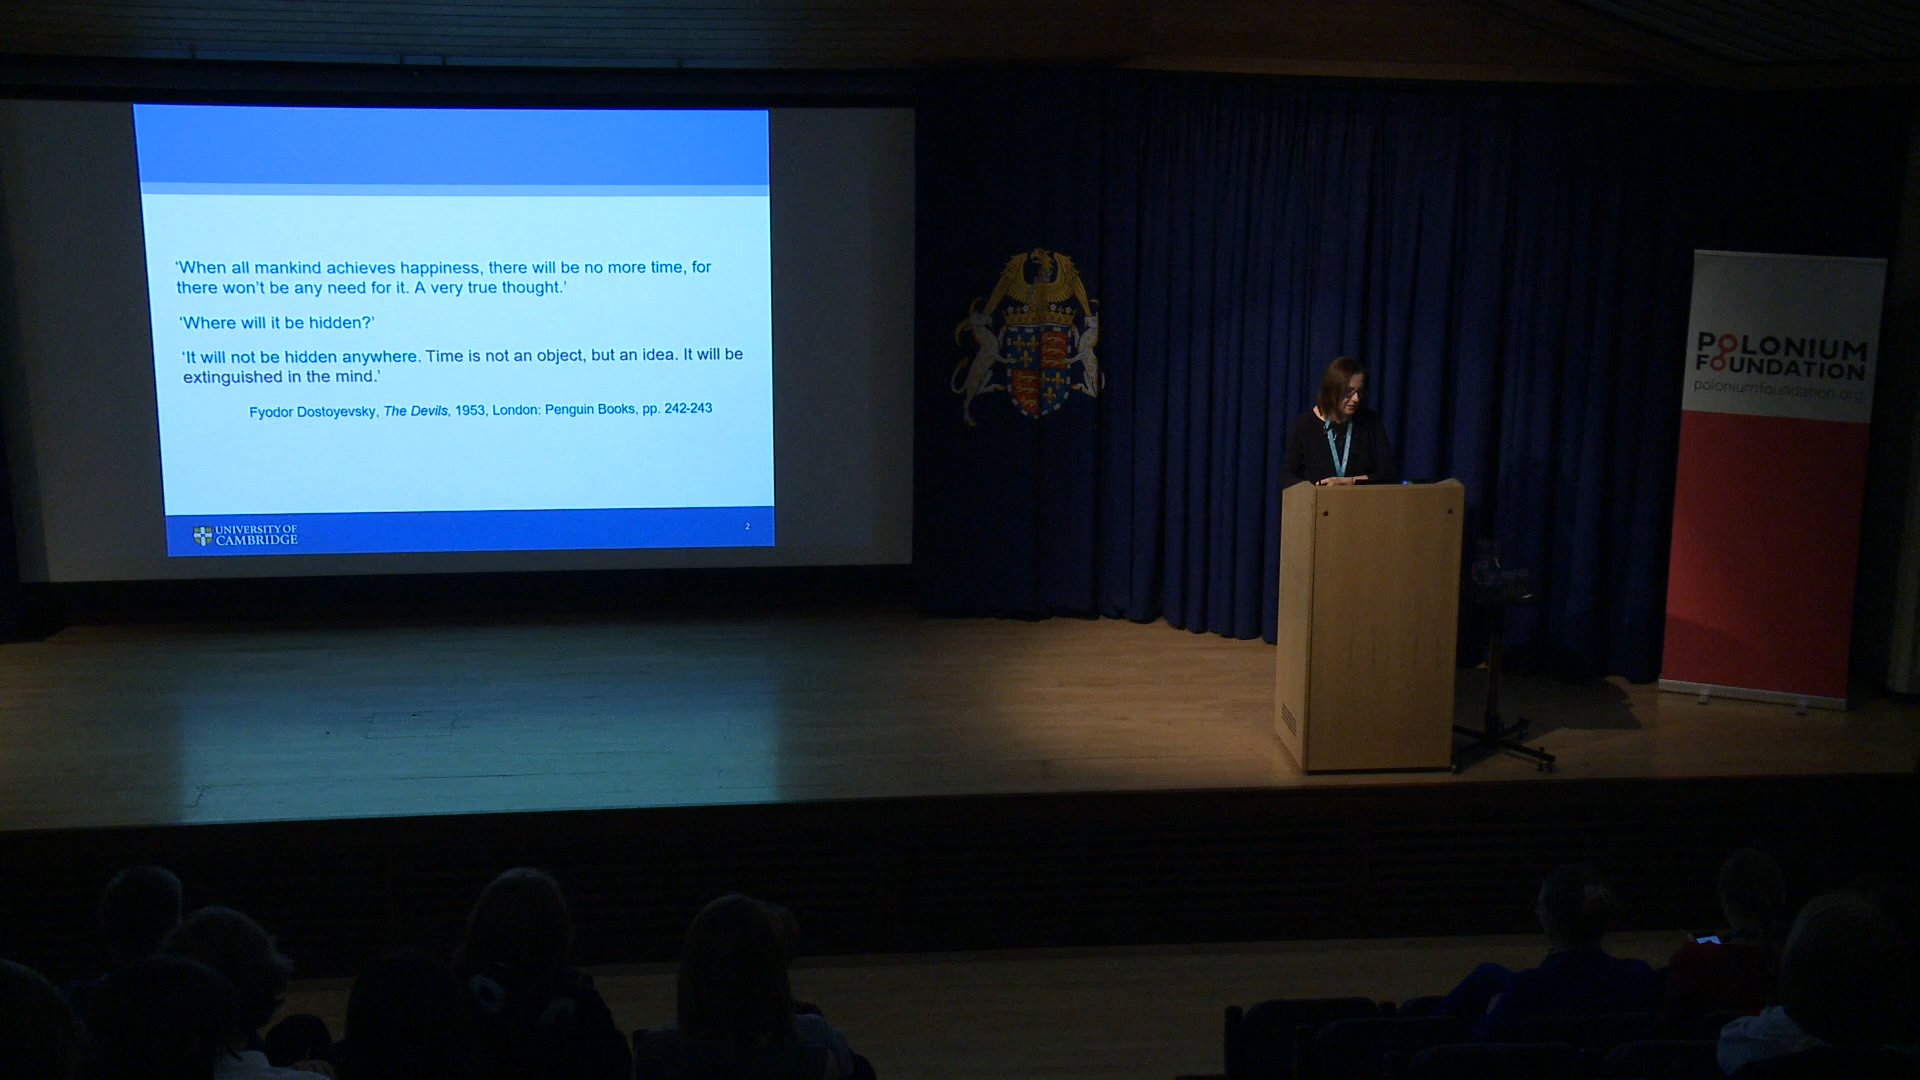 ‘When all mankind achieves happiness, there will be no more time, for
there won't be any need for it. A very true thought.’
‘Where will it be hidden?’
‘It will not be hidden anywhere. Time is not an object, but an idea. It will be
extinguished in the mind.’
Fyodor Dostoyevsky, The Devils, 1953, London: Penguin Books, pp. 242-243
UNIVERSITY OF
CAMBRIDGE
2
POLONIUM
FOUNDATION
poloniumfoundation.org